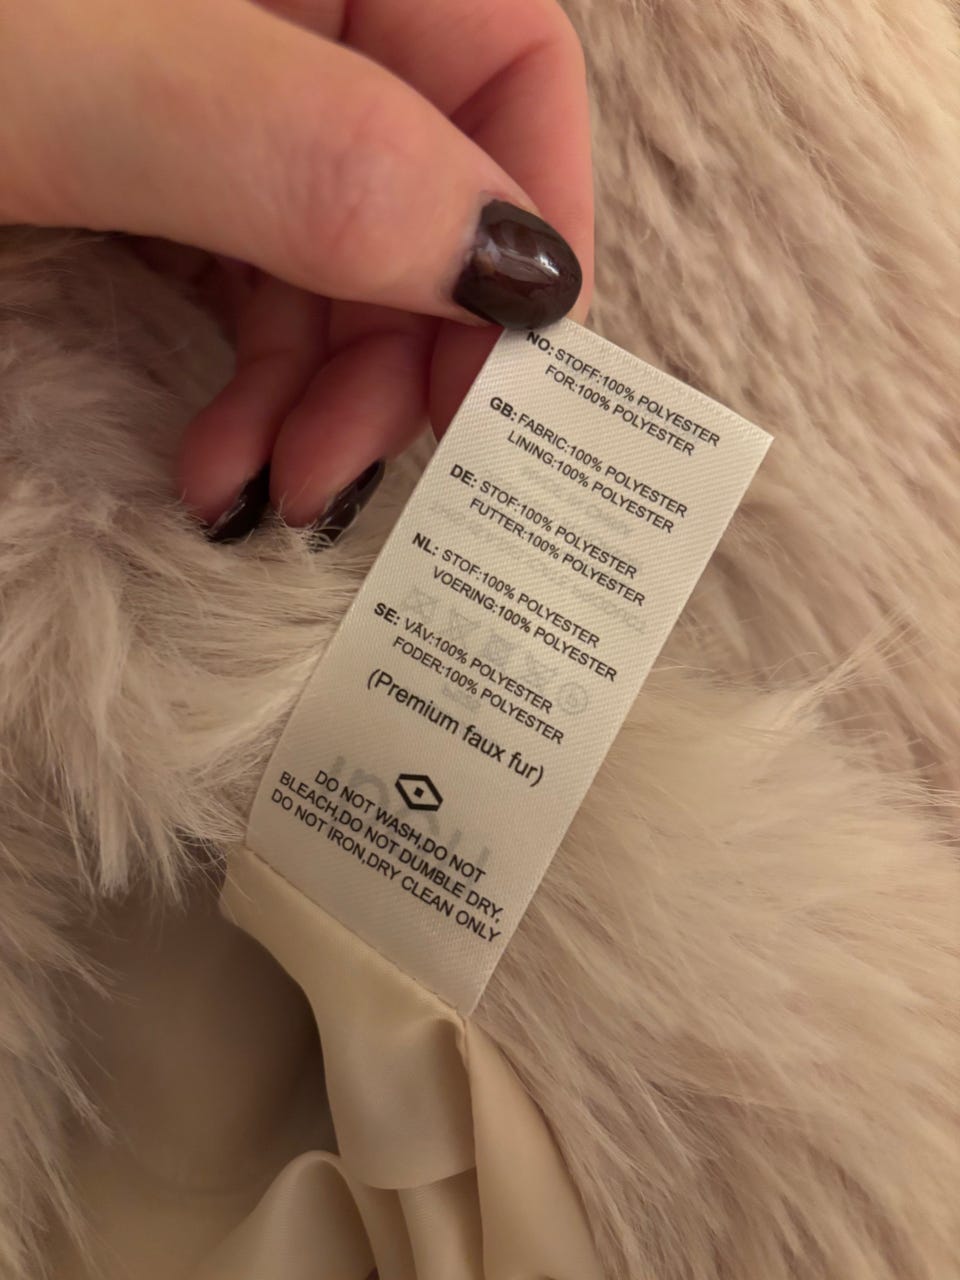 NO: STOFF:100% POLYESTER
FOR:100% POLYESTER
GB: FABRIC:100% POLYESTER
LINING:100% POLYESTER
DE: STOF:100% POLYESTER
FUTTER:100% POLYESTER
NL: STOF:100% POLYESTER
VOERING:100% POLYESTER
SE: VÄV:100% POLYESTER
FODER:100% POLYESTER
(Premium faux fur)
DO NOT WASH,DO NOT
BLEACH,DO NOT DUMBLE DRY,
DO NOT IRON,DRY CLEAN ONLY